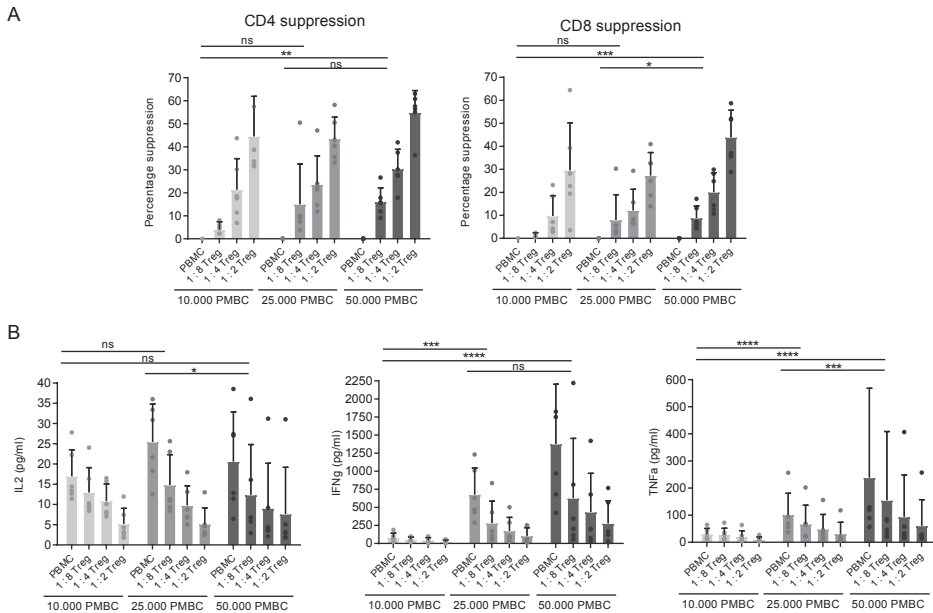 A
CD4 suppression
CD8 suppression
ns
**
ns
ns
***
*
Percentage suppression
70
60
50
40
30
20
10
0
PBMC
1 : 8 Treg
1 : 4 Treg
1 : 2 Treg
PBMC
1 : 8 Treg
1 : 4 Treg
1 : 2 Treg
PBMC
1 : 8 Treg
1 : 4 Treg
1 : 2 Treg
10.000 PMBC
25.000 PMBC
50.000 PMBC
Percentage suppression
70
60
50
40
30
20
10
0
PBMC
1 : 8 Treg
1 : 4 Treg
1 : 2 Treg
PBMC
1 : 8 Treg
1 : 4 Treg
1 : 2 Treg
PBMC
1 : 8 Treg
1 : 4 Treg
1 : 2 Treg
10.000 PMBC
25.000 PMBC
50.000 PMBC
B
ns
ns
*
IL2 (pg/ml)
40
35
30
25
20
15
10
5
0
PBMC
1 : 8 Treg
1 : 4 Treg
1 : 2 Treg
PBMC
1 : 8 Treg
1 : 4 Treg
1 : 2 Treg
PBMC
1 : 8 Treg
1 : 4 Treg
1 : 2 Treg
10.000 PMBC
25.000 PMBC
50.000 PMBC
***
****
ns
IFNg (pg/ml)
2250
2000
1750
1500
1250
1000
750
500
250
0
PBMC
1 : 8 Treg
1 : 4 Treg
1 : 2 Treg
PBMC
1 : 8 Treg
1 : 4 Treg
1 : 2 Treg
PBMC
1 : 8 Treg
1 : 4 Treg
1 : 2 Treg
10.000 PMBC
25.000 PMBC
50.000 PMBC
****
****
***
TNFa (pg/ml)
600
500
400
300
200
100
0
PBMC
1 : 8 Treg
1 : 4 Treg
1 : 2 Treg
PBMC
1 : 8 Treg
1 : 4 Treg
1 : 2 Treg
PBMC
1 : 8 Treg
1 : 4 Treg
1 : 2 Treg
10.000 PMBC
25.000 PMBC
50.000 PMBC